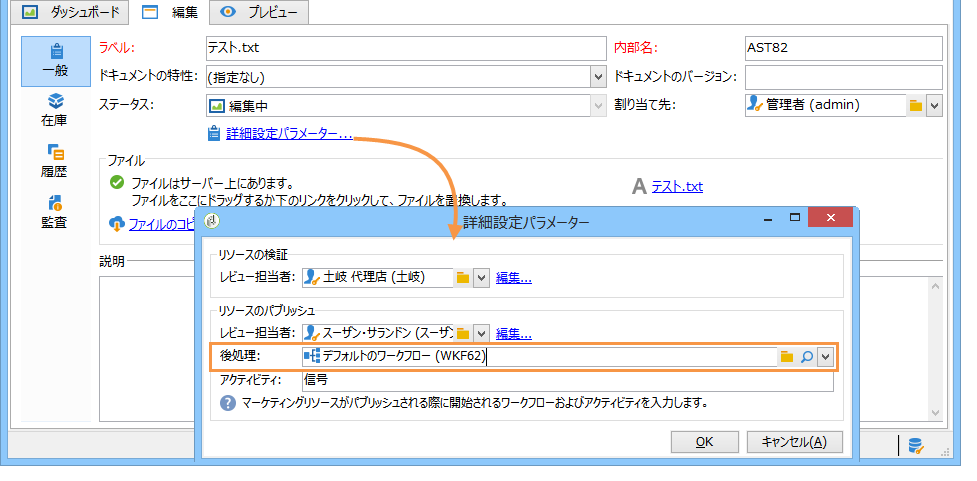 ダッシュボード 編集 プレビュー
一般
在庫
履歴
監査
ラベル: テスト.txt 内部名: AST82
ドキュメントの特性: (指定なし) ドキュメントのバージョン:
ステータス: 編集中 割り当て先: 管理者 (admin)
詳細設定パラメーター...
ファイル
ファイルはサーバー上にあります。
ファイルをここにドラッグするか下のリンクをクリックして、ファイルを置換します。
A テスト.txt
ファイルのコピ
説明
詳細設定パラメーター
リソースの検証
レビュー担当者: 土岐 代理店 (土岐) 編集...
リソースのパブリッシュ
レビュー担当者: スーザン・サランドン (スーザン 編集...
後処理: デフォルトのワークフロー (WKF62)
アクティビティ: 信号
マーケティングリソースがパブリッシュされる際に開始されるワークフローおよびアクティビティを入力します。
OK キャンセル(A)